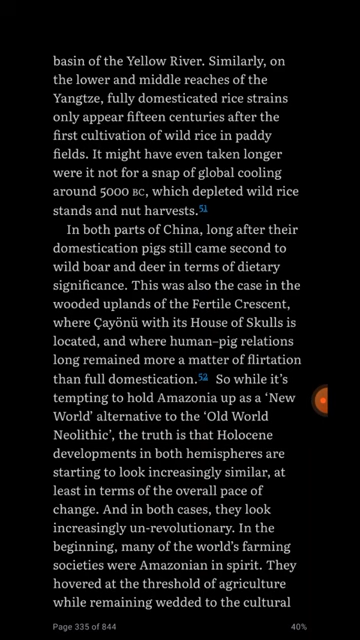 basin of the Yellow River. Similarly, on
the lower and middle reaches of the
Yangtze, fully domesticated rice strains
only appear fifteen centuries after the
first cultivation of wild rice in paddy
fields. It might have even taken longer
were it not for a snap of global cooling
around 5000 BC, which depleted wild rice
stands and nut harvests.51
In both parts of China, long after their
domestication pigs still came second to
wild boar and deer in terms of dietary
significance. This was also the case in the
wooded uplands of the Fertile Crescent,
where Çayönü with its House of Skulls is
located, and where human–pig relations
long remained more a matter of flirtation
than full domestication.52 So while it’s
tempting to hold Amazonia up as a ‘New
World’ alternative to the ‘Old World
Neolithic’, the truth is that Holocene
developments in both hemispheres are
starting to look increasingly similar, at
least in terms of the overall pace of
change. And in both cases, they look
increasingly un-revolutionary. In the
beginning, many of the world’s farming
societies were Amazonian in spirit. They
hovered at the threshold of agriculture
while remaining wedded to the cultural
Page 335 of 844 40%